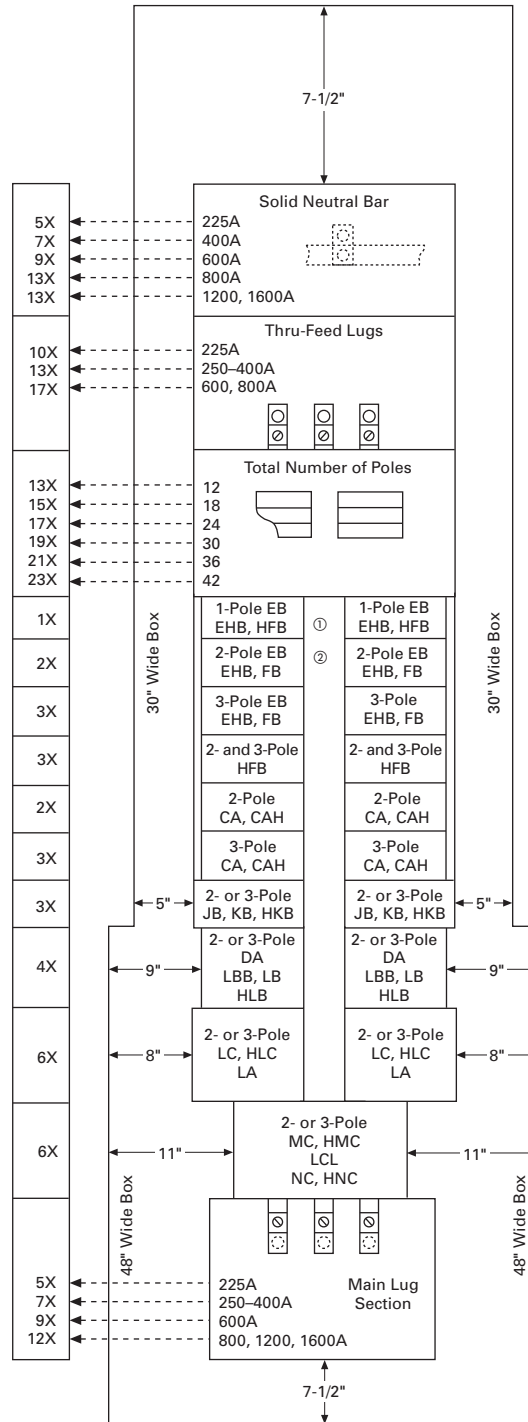 7-1/2"
Solid Neutral Bar
5X 225A
7X 400A
9X 600A
13X 800A
13X 1200, 1600A
Thru-Feed Lugs
10X 225A
13X 250–400A
17X 600, 800A
Total Number of Poles
13X 12
15X 18
17X 24
19X 30
21X 36
23X 42
30" Wide Box
30" Wide Box
1X
1-Pole EB
EHB, HFB
①
1-Pole EB
EHB, HFB
2X
2-Pole EB
EHB, FB
②
2-Pole EB
EHB, FB
3X
3-Pole EB
EHB, FB
3-Pole
EHB, FB
3X
2- and 3-Pole
HFB
2- and 3-Pole
HFB
2X
2-Pole
CA, CAH
2-Pole
CA, CAH
3X
3-Pole
CA, CAH
3-Pole
CA, CAH
3X
5"
2- or 3-Pole
JB, KB, HKB
2- or 3-Pole
JB, KB, HKB
5"
4X
9"
2- or 3-Pole
DA
LBB, LB
HLB
2- or 3-Pole
DA
LBB, LB
HLB
9"
6X
8"
2- or 3-Pole
LC, HLC
LA
2- or 3-Pole
LC, HLC
LA
8"
6X
11"
2- or 3-Pole
MC, HMC
LCL
NC, HNC
11"
48" Wide Box
48" Wide Box
Main Lug
Section
5X 225A
7X 250–400A
9X 600A
12X 800, 1200, 1600A
7-1/2"